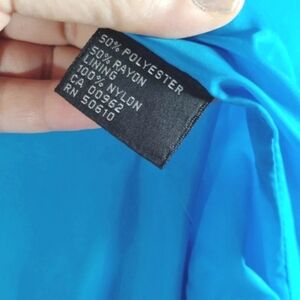 50% POLYESTER
50% RAYON
LINING
100% NYLON
CA 00962
RN 50610